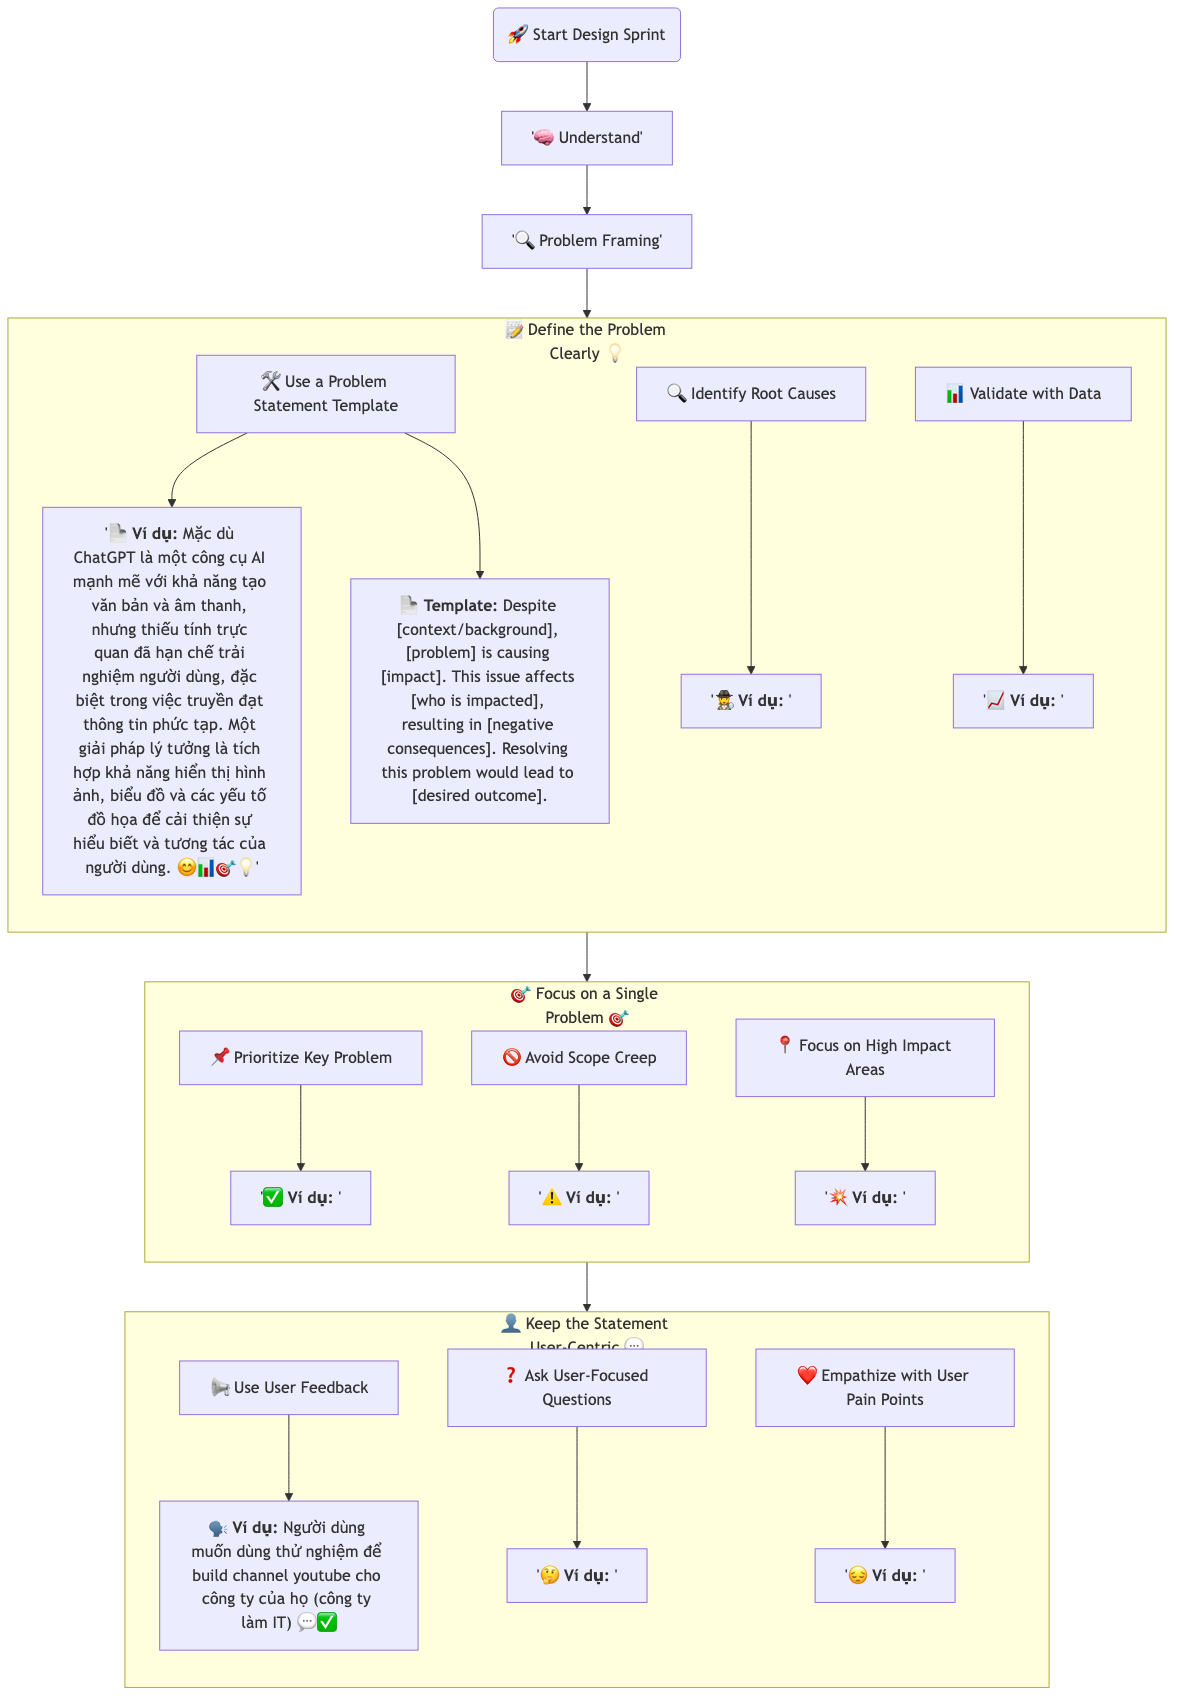 🚀 Start Design Sprint
'🧠 Understand'
'🔍 Problem Framing'
📝 Define the Problem
Clearly 💡
🛠️ Use a Problem
Statement Template
🔍 Identify Root Causes
📊 Validate with Data
'📄 Ví dụ: Mặc dù
ChatGPT là một công cụ AI
mạnh mẽ với khả năng tạo
văn bản và âm thanh,
nhưng thiếu tính trực
quan đã hạn chế trải
nghiệm người dùng, đặc
biệt trong việc truyền đạt
thông tin phức tạp. Một
giải pháp lý tưởng là tích
hợp khả năng hiển thị hình
ảnh, biểu đồ và các yếu tố
đồ họa để cải thiện sự
hiểu biết và tương tác của
người dùng. 😊📊🎯💡'
📄 Template: Despite
[context/background],
[problem] is causing
[impact]. This issue affects
[who is impacted],
resulting in [negative
consequences]. Resolving
this problem would lead to
[desired outcome].
'🕵️ Ví dụ: '
'📈 Ví dụ: '
🎯 Focus on a Single
Problem 🎯
📌 Prioritize Key Problem
🚫 Avoid Scope Creep
📍 Focus on High Impact
Areas
'✅ Ví dụ: '
'⚠️ Ví dụ: '
'💥 Ví dụ: '
👤 Keep the Statement
User-Centric 💬
📢 Use User Feedback
❓ Ask User-Focused
Questions
❤️ Empathize with User
Pain Points
🗣️ Ví dụ: Người dùng
muốn dùng thử nghiệm để
build channel youtube cho
công ty của họ (công ty
làm IT) 💬✅
'🤔 Ví dụ: '
'😔 Ví dụ: '